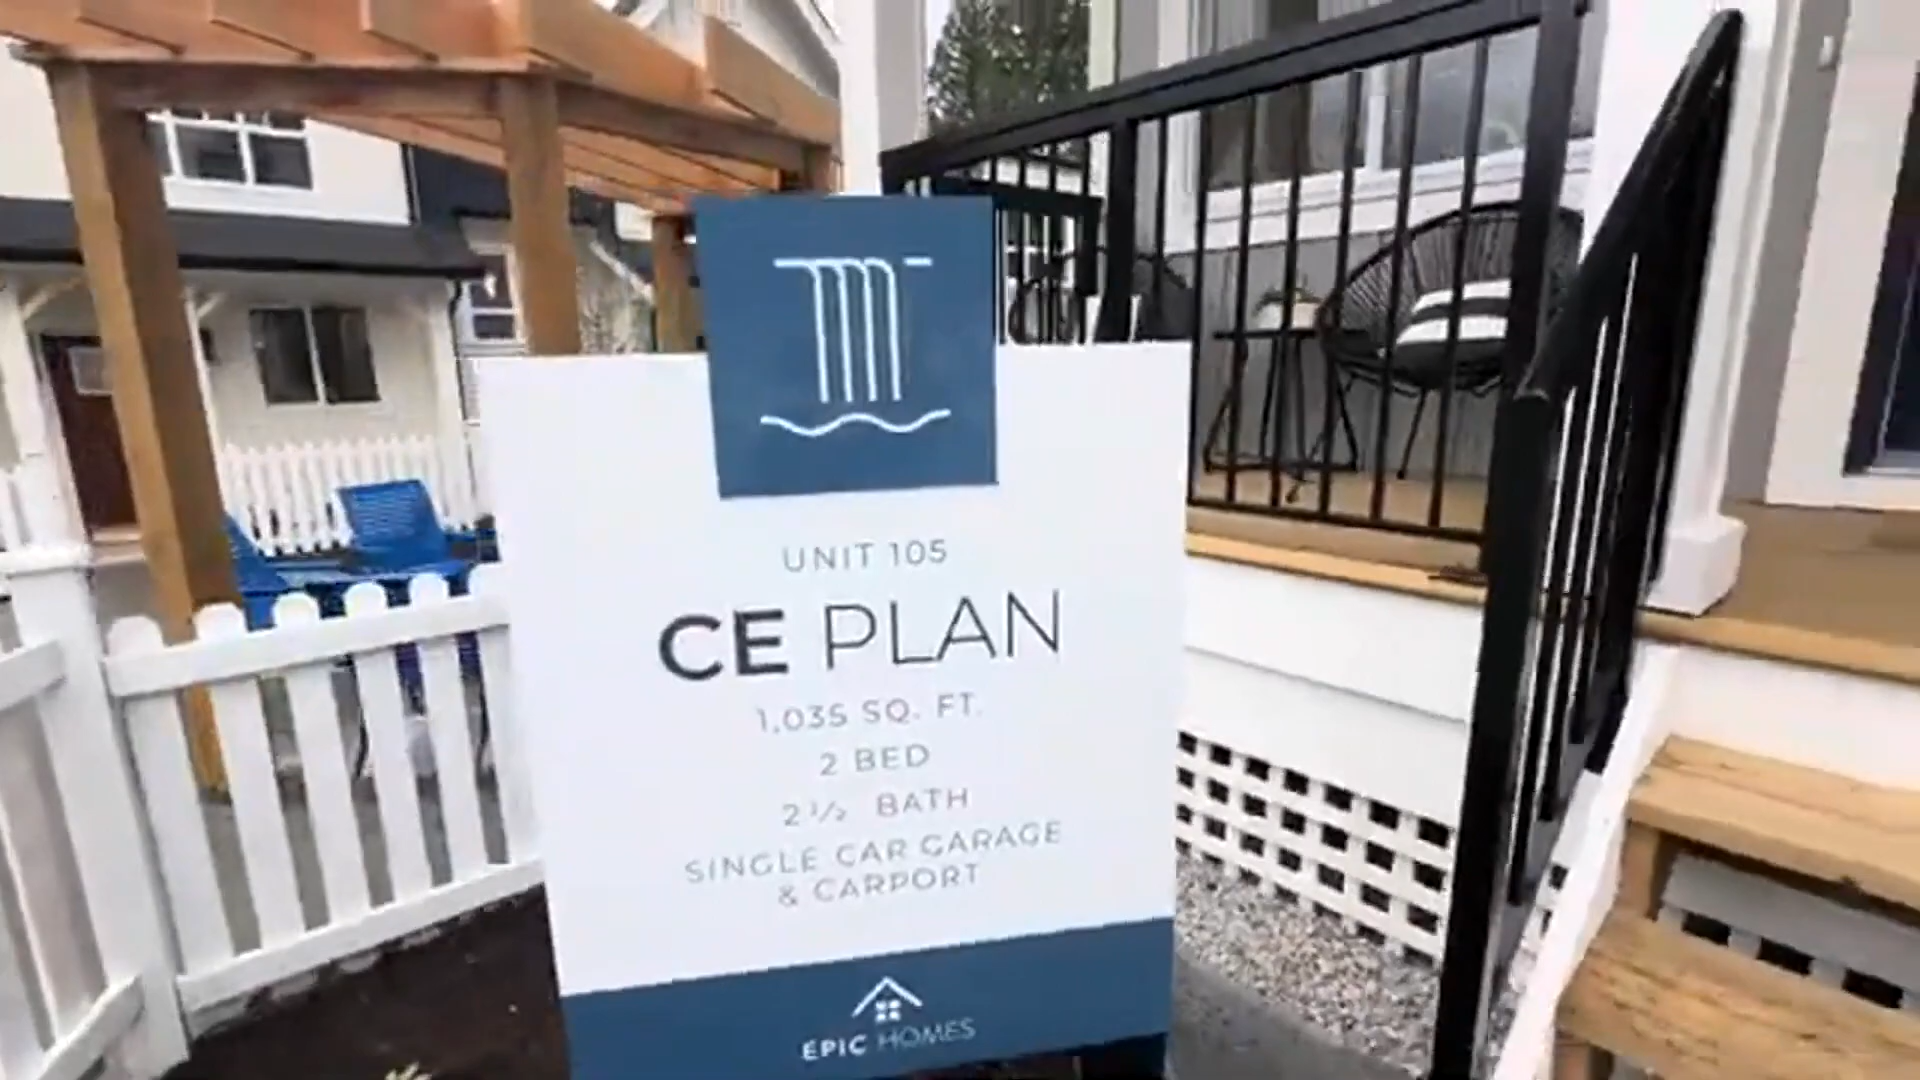 UNIT 105
CE PLAN
1,035 SQ. FT.
2 BED
2 1/2 BATH
SINGLE CAR GARAGE
& CARPORT
EPIC HOMES